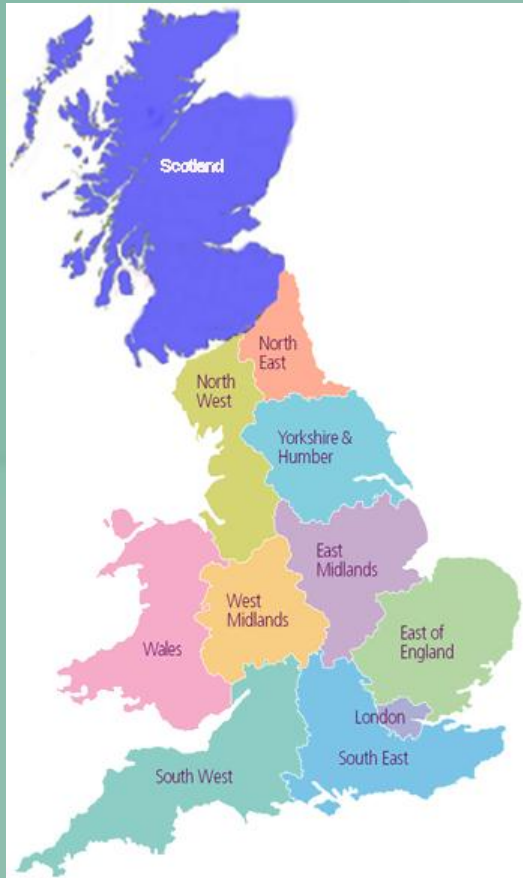 Scotland
North
East
North
West
Yorkshire &
Humber
East
Midlands
West
Midlands
East of
England
Wales
London
South East
South West